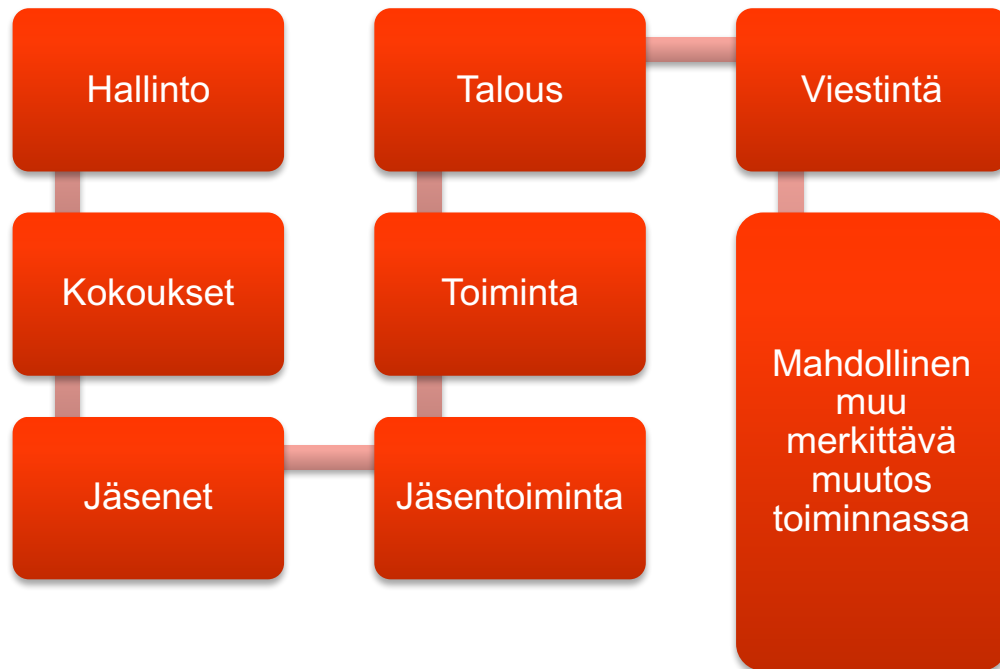 Hallinto
Kokoukset
Jäsenet
Jäsentoiminta
Toiminta
Talous
Viestintä
Mahdollinen
muu
merkittävä
muutos
toiminnassa